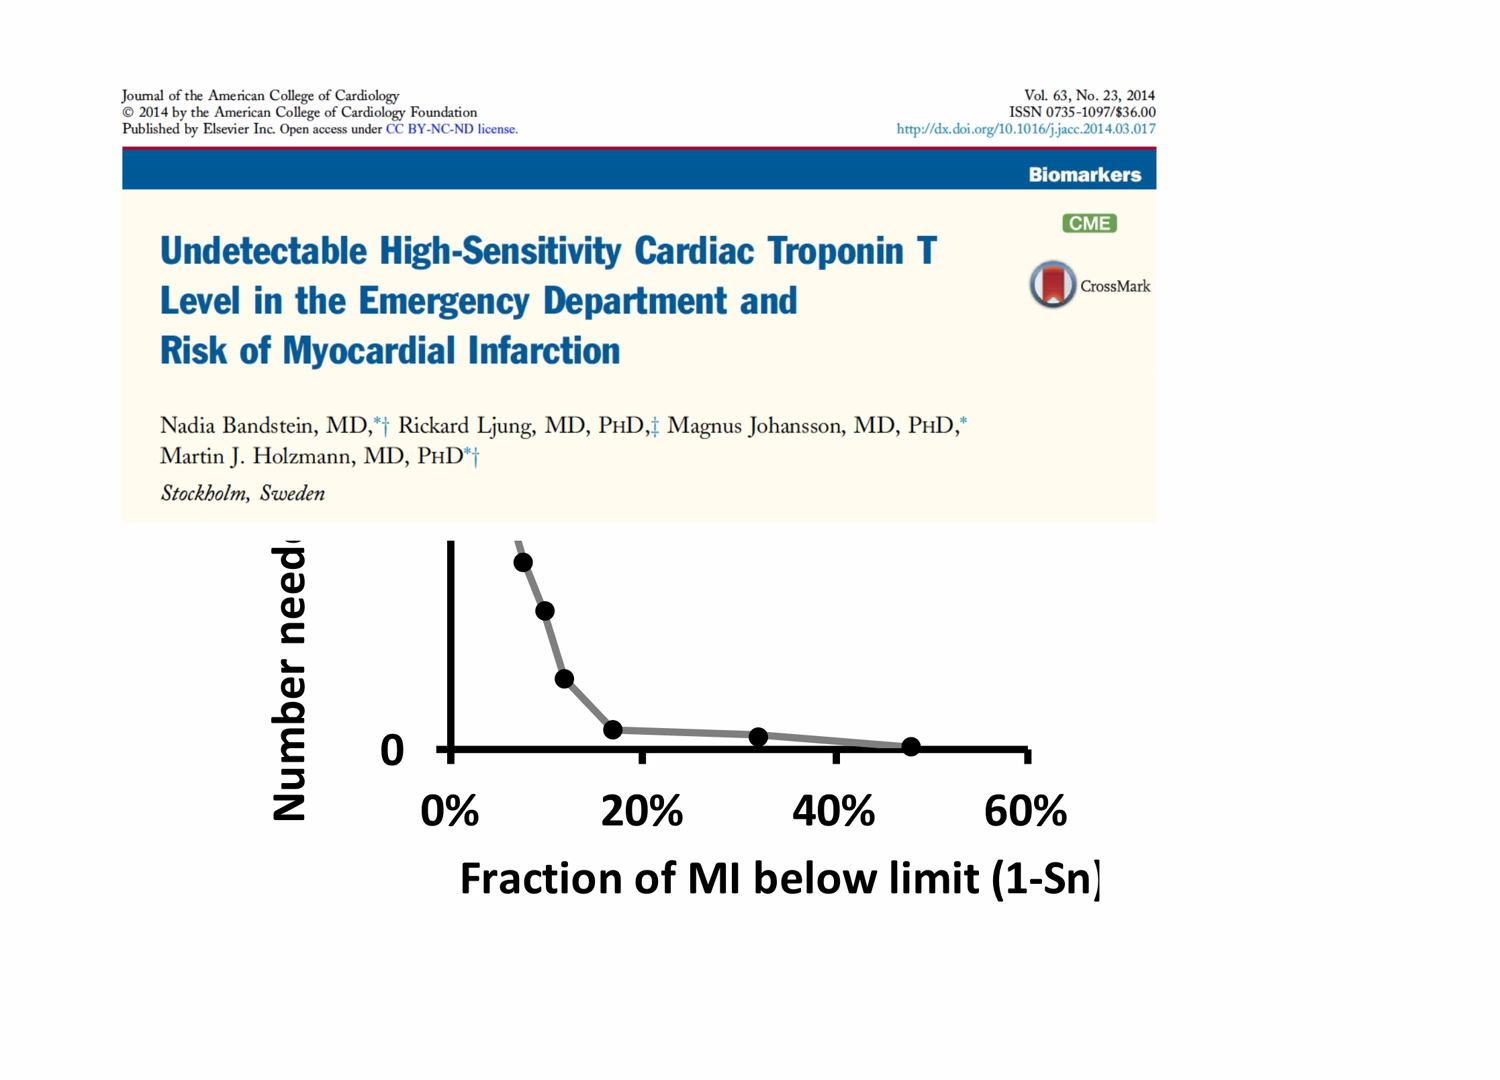 Journal of the American College of Cardiology
© 2014 by the American College of Cardiology Foundation
Published by Elsevier Inc. Open access under CC BY-NC-ND license.
Vol. 63, No. 23, 2014
ISSN 0735-1097/$36.00
http://dx.doi.org/10.1016/j.jacc.2014.03.017
Biomarkers
CME
CrossMark
Undetectable High-Sensitivity Cardiac Troponin T
Level in the Emergency Department and
Risk of Myocardial Infarction
Nadia Bandstein, MD,*† Rickard Ljung, MD, PHD,‡ Magnus Johansson, MD, PHD,*
Martin J. Holzmann, MD, PHD*†
Stockholm, Sweden
Number
0
0% 20% 40% 60%
Fraction of MI below limit (1-Sn)